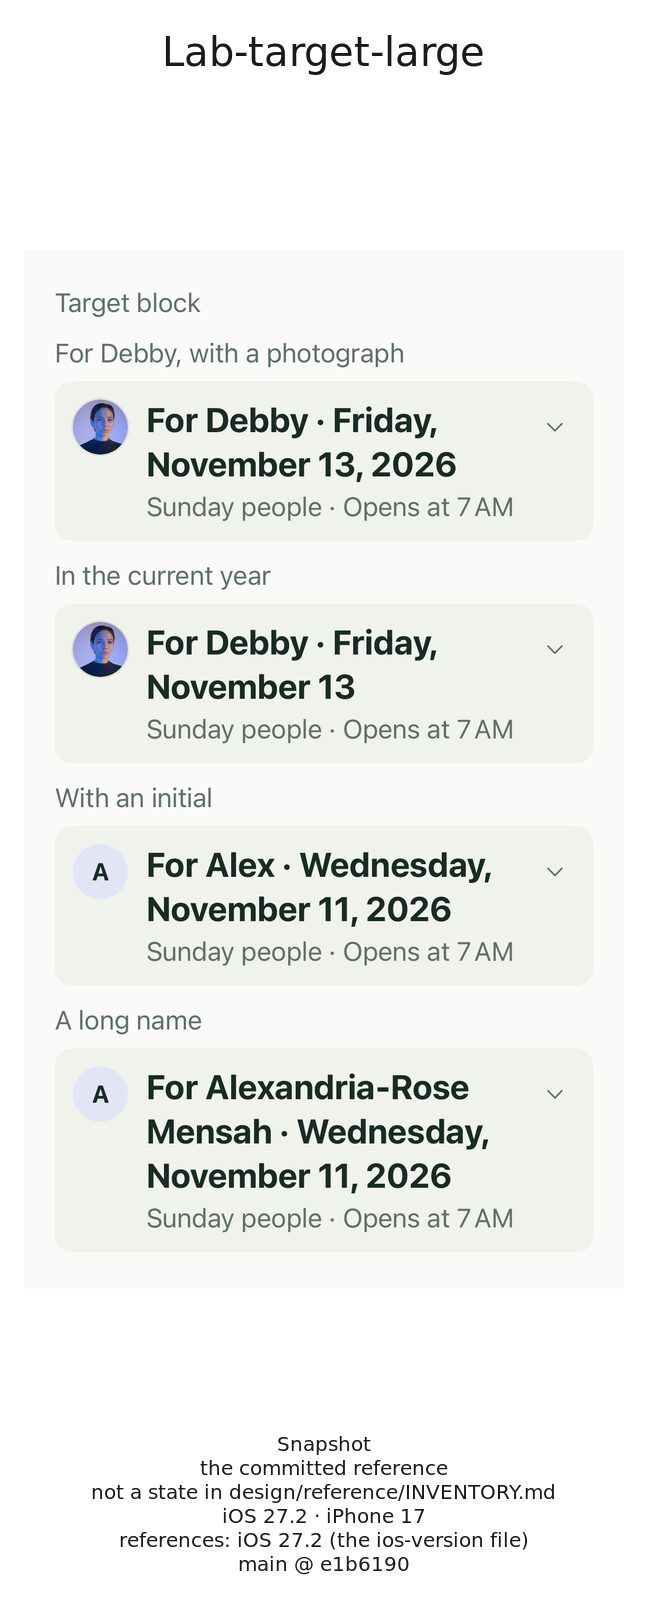 Lab-target-large
Target block
For Debby, with a photograph
For Debby · Friday,
November 13, 2026
Sunday people · Opens at 7 AM
In the current year
For Debby · Friday,
November 13
Sunday people · Opens at 7 AM
With an initial
A
For Alex · Wednesday,
November 11, 2026
Sunday people · Opens at 7 AM
A long name
A
For Alexandria-Rose
Mensah · Wednesday,
November 11, 2026
Sunday people · Opens at 7 AM
Snapshot
the committed reference
not a state in design/reference/INVENTORY.md
iOS 27.2 · iPhone 17
references: iOS 27.2 (the ios-version file)
main @ e1b6190